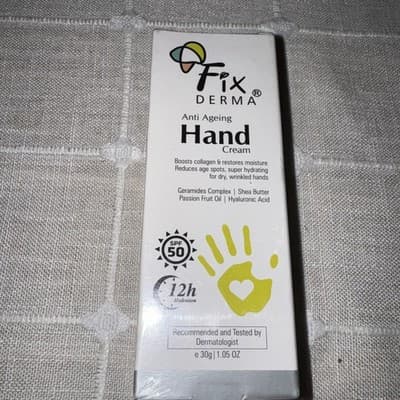 Fix
DERMA®
Anti Ageing
Hand
Cream
Boosts collagen & restores moisture
Reduces age spots, super hydrating
for dry, wrinkled hands
Geramides Complex | Shea Butter
Passion Fruit Oil | Hyaluronic Acid
SPF
50
12h
Hydration
Recommended and Tested by
Dermatologist
e 30g | 1.05 OZ